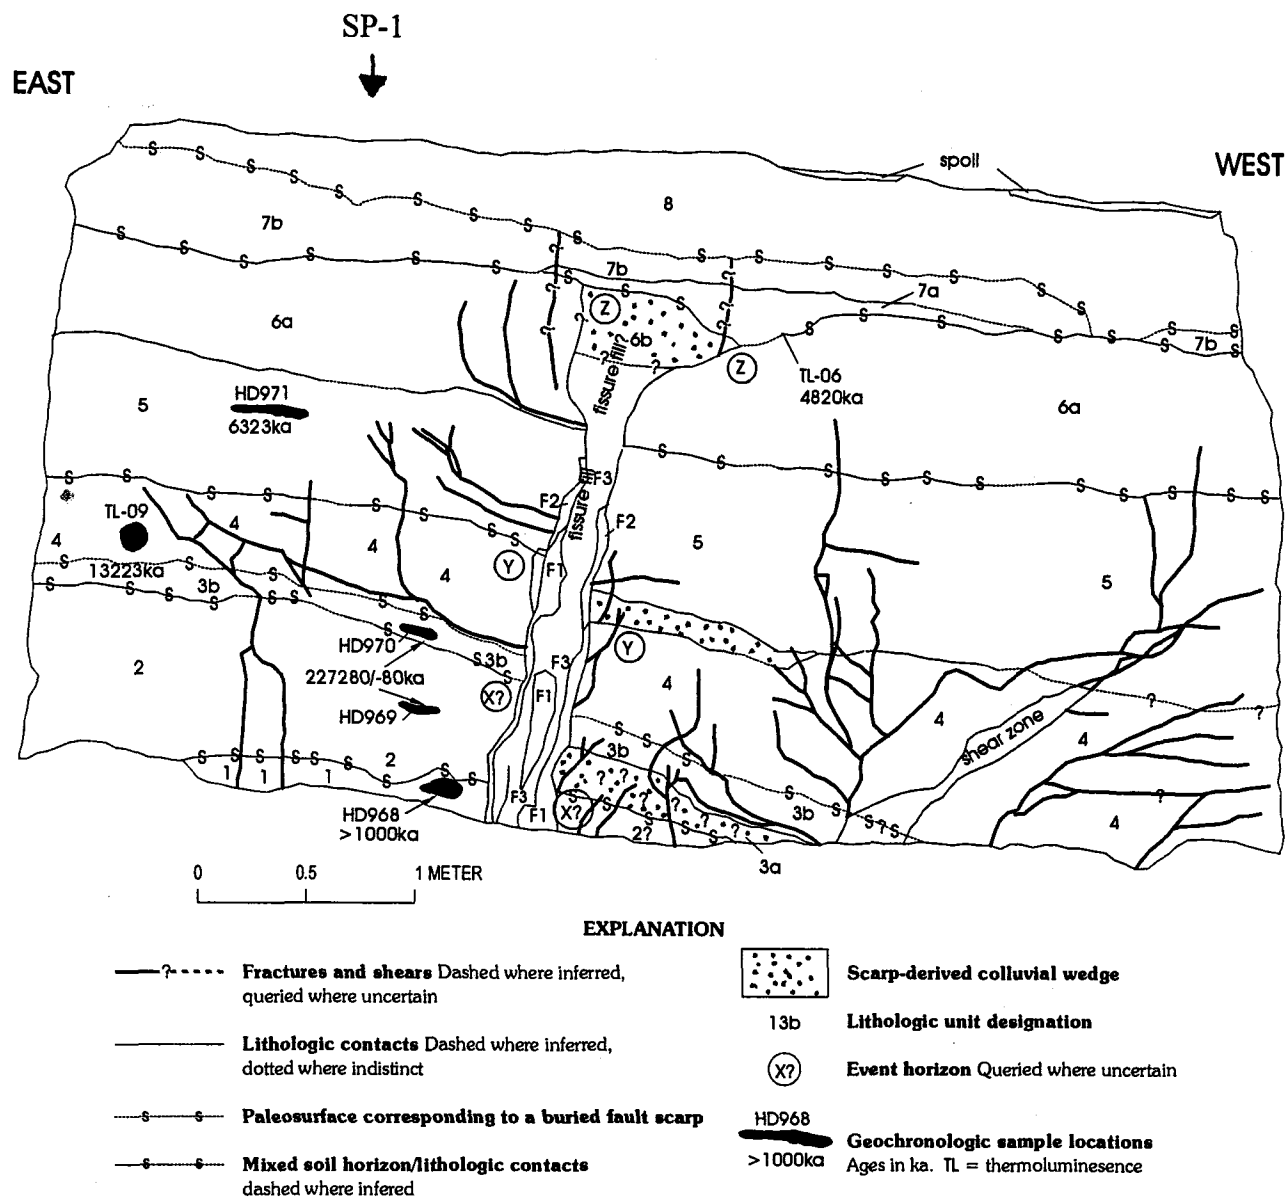 SP-1
EAST
WEST
spoil
8
7b
7b
7a
7b
6a
Z
6b
Z
TL-06
4820ka
6a
fissure fill?
5
HD971
6323ka
F3
F2
fissure fill
F2
TL-09
4
4
4
4
13223ka
3b
Y
F1
5
5
HD970
Y
3b
F3
227280/-80ka
2
X?
F1
4
4
4
HD969
shear zone
3b
2
1
1
1
F3
F1
X?
2?
3b
4
HD968
>1000ka
3a
0
0.5
1 METER
EXPLANATION
Fractures and shears Dashed where inferred,
queried where uncertain
Lithologic contacts Dashed where inferred,
dotted where indistinct
Paleosurface corresponding to a buried fault scarp
Mixed soil horizon/lithologic contacts
dashed where infered
Scarp-derived colluvial wedge
13b
Lithologic unit designation
X?
Event horizon Queried where uncertain
HD968
>1000ka
Geochronologic sample locations
Ages in ka. TL = thermoluminesence